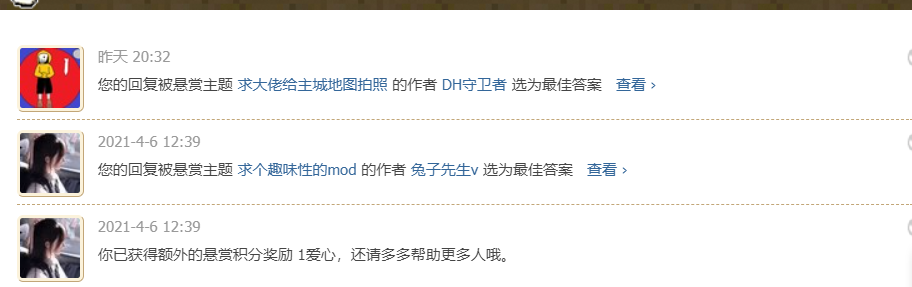 昨天 20:32
您的回复被悬赏主题 求大佬给主城地图拍照 的作者 DH守卫者 选为最佳答案 查看 ›
2021-4-6 12:39
您的回复被悬赏主题 求个趣味性的mod 的作者 兔子先生v 选为最佳答案 查看 ›
2021-4-6 12:39
你已获得额外的悬赏积分奖励 1爱心，还请多多帮助更多人哦。